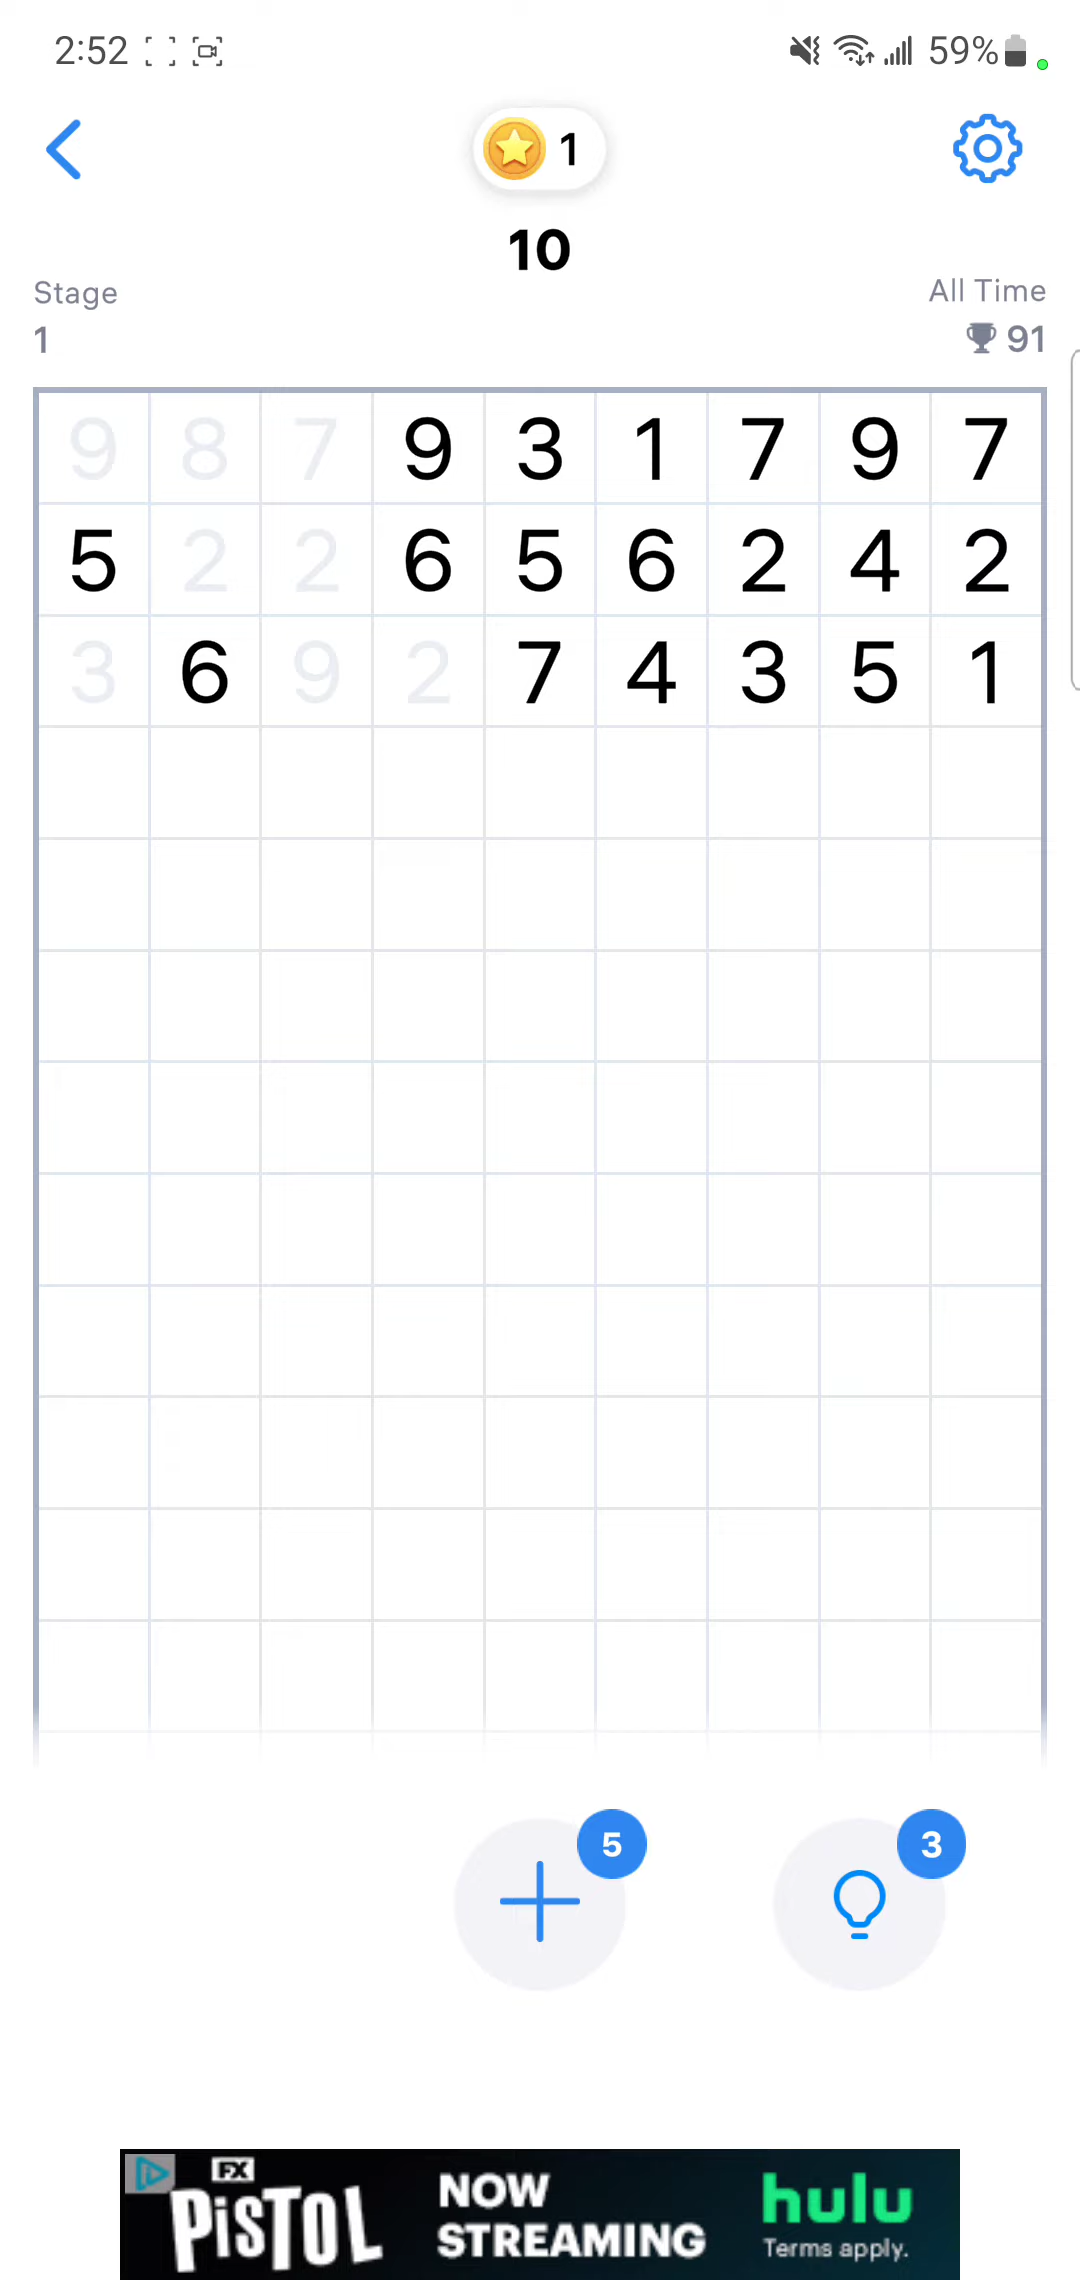 2:52 59%
1
10
Stage All Time
1 91
9 8 7 9 3 1 7 9 7
5 2 2 6 5 6 2 4 2
3 6 9 2 7 4 3 5 1
5 3
FX
PiSTOL
NOW
STREAMING
hulu
Terms apply.